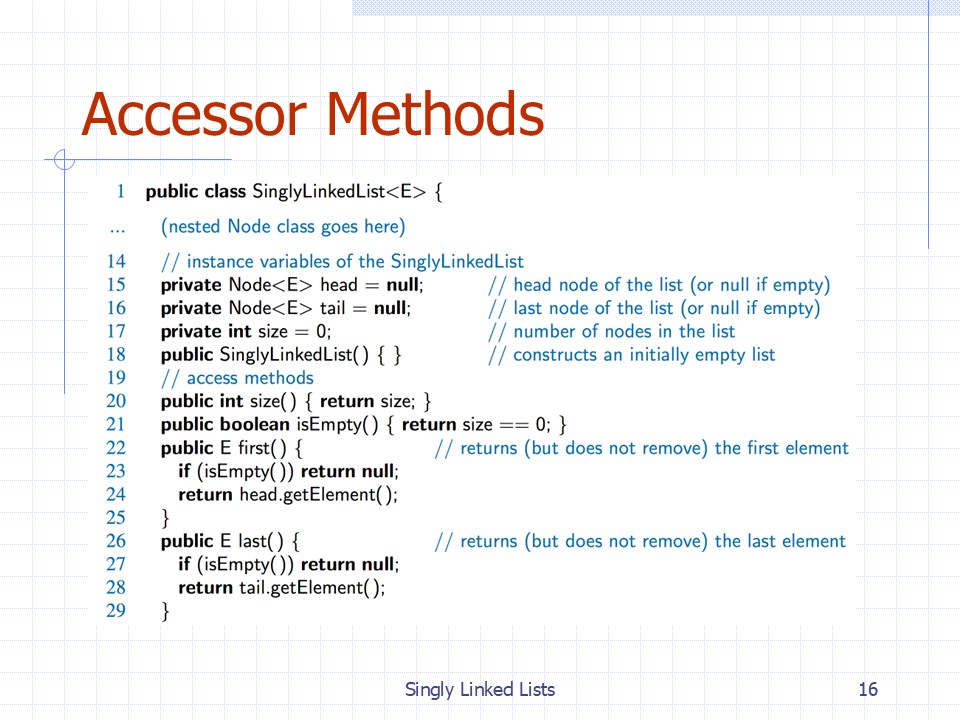 Accessor Methods
1 public class SinglyLinkedList<E> {
... (nested Node class goes here)
14 // instance variables of the SinglyLinkedList
15 private Node<E> head = null; // head node of the list (or null if empty)
16 private Node<E> tail = null; // last node of the list (or null if empty)
17 private int size = 0; // number of nodes in the list
18 public SinglyLinkedList() { } // constructs an initially empty list
19 // access methods
20 public int size() { return size; }
21 public boolean isEmpty() { return size == 0; }
22 public E first() { // returns (but does not remove) the first element
23 if (isEmpty()) return null;
24 return head.getElement();
25 }
26 public E last() { // returns (but does not remove) the last element
27 if (isEmpty()) return null;
28 return tail.getElement();
29 }
Singly Linked Lists 16